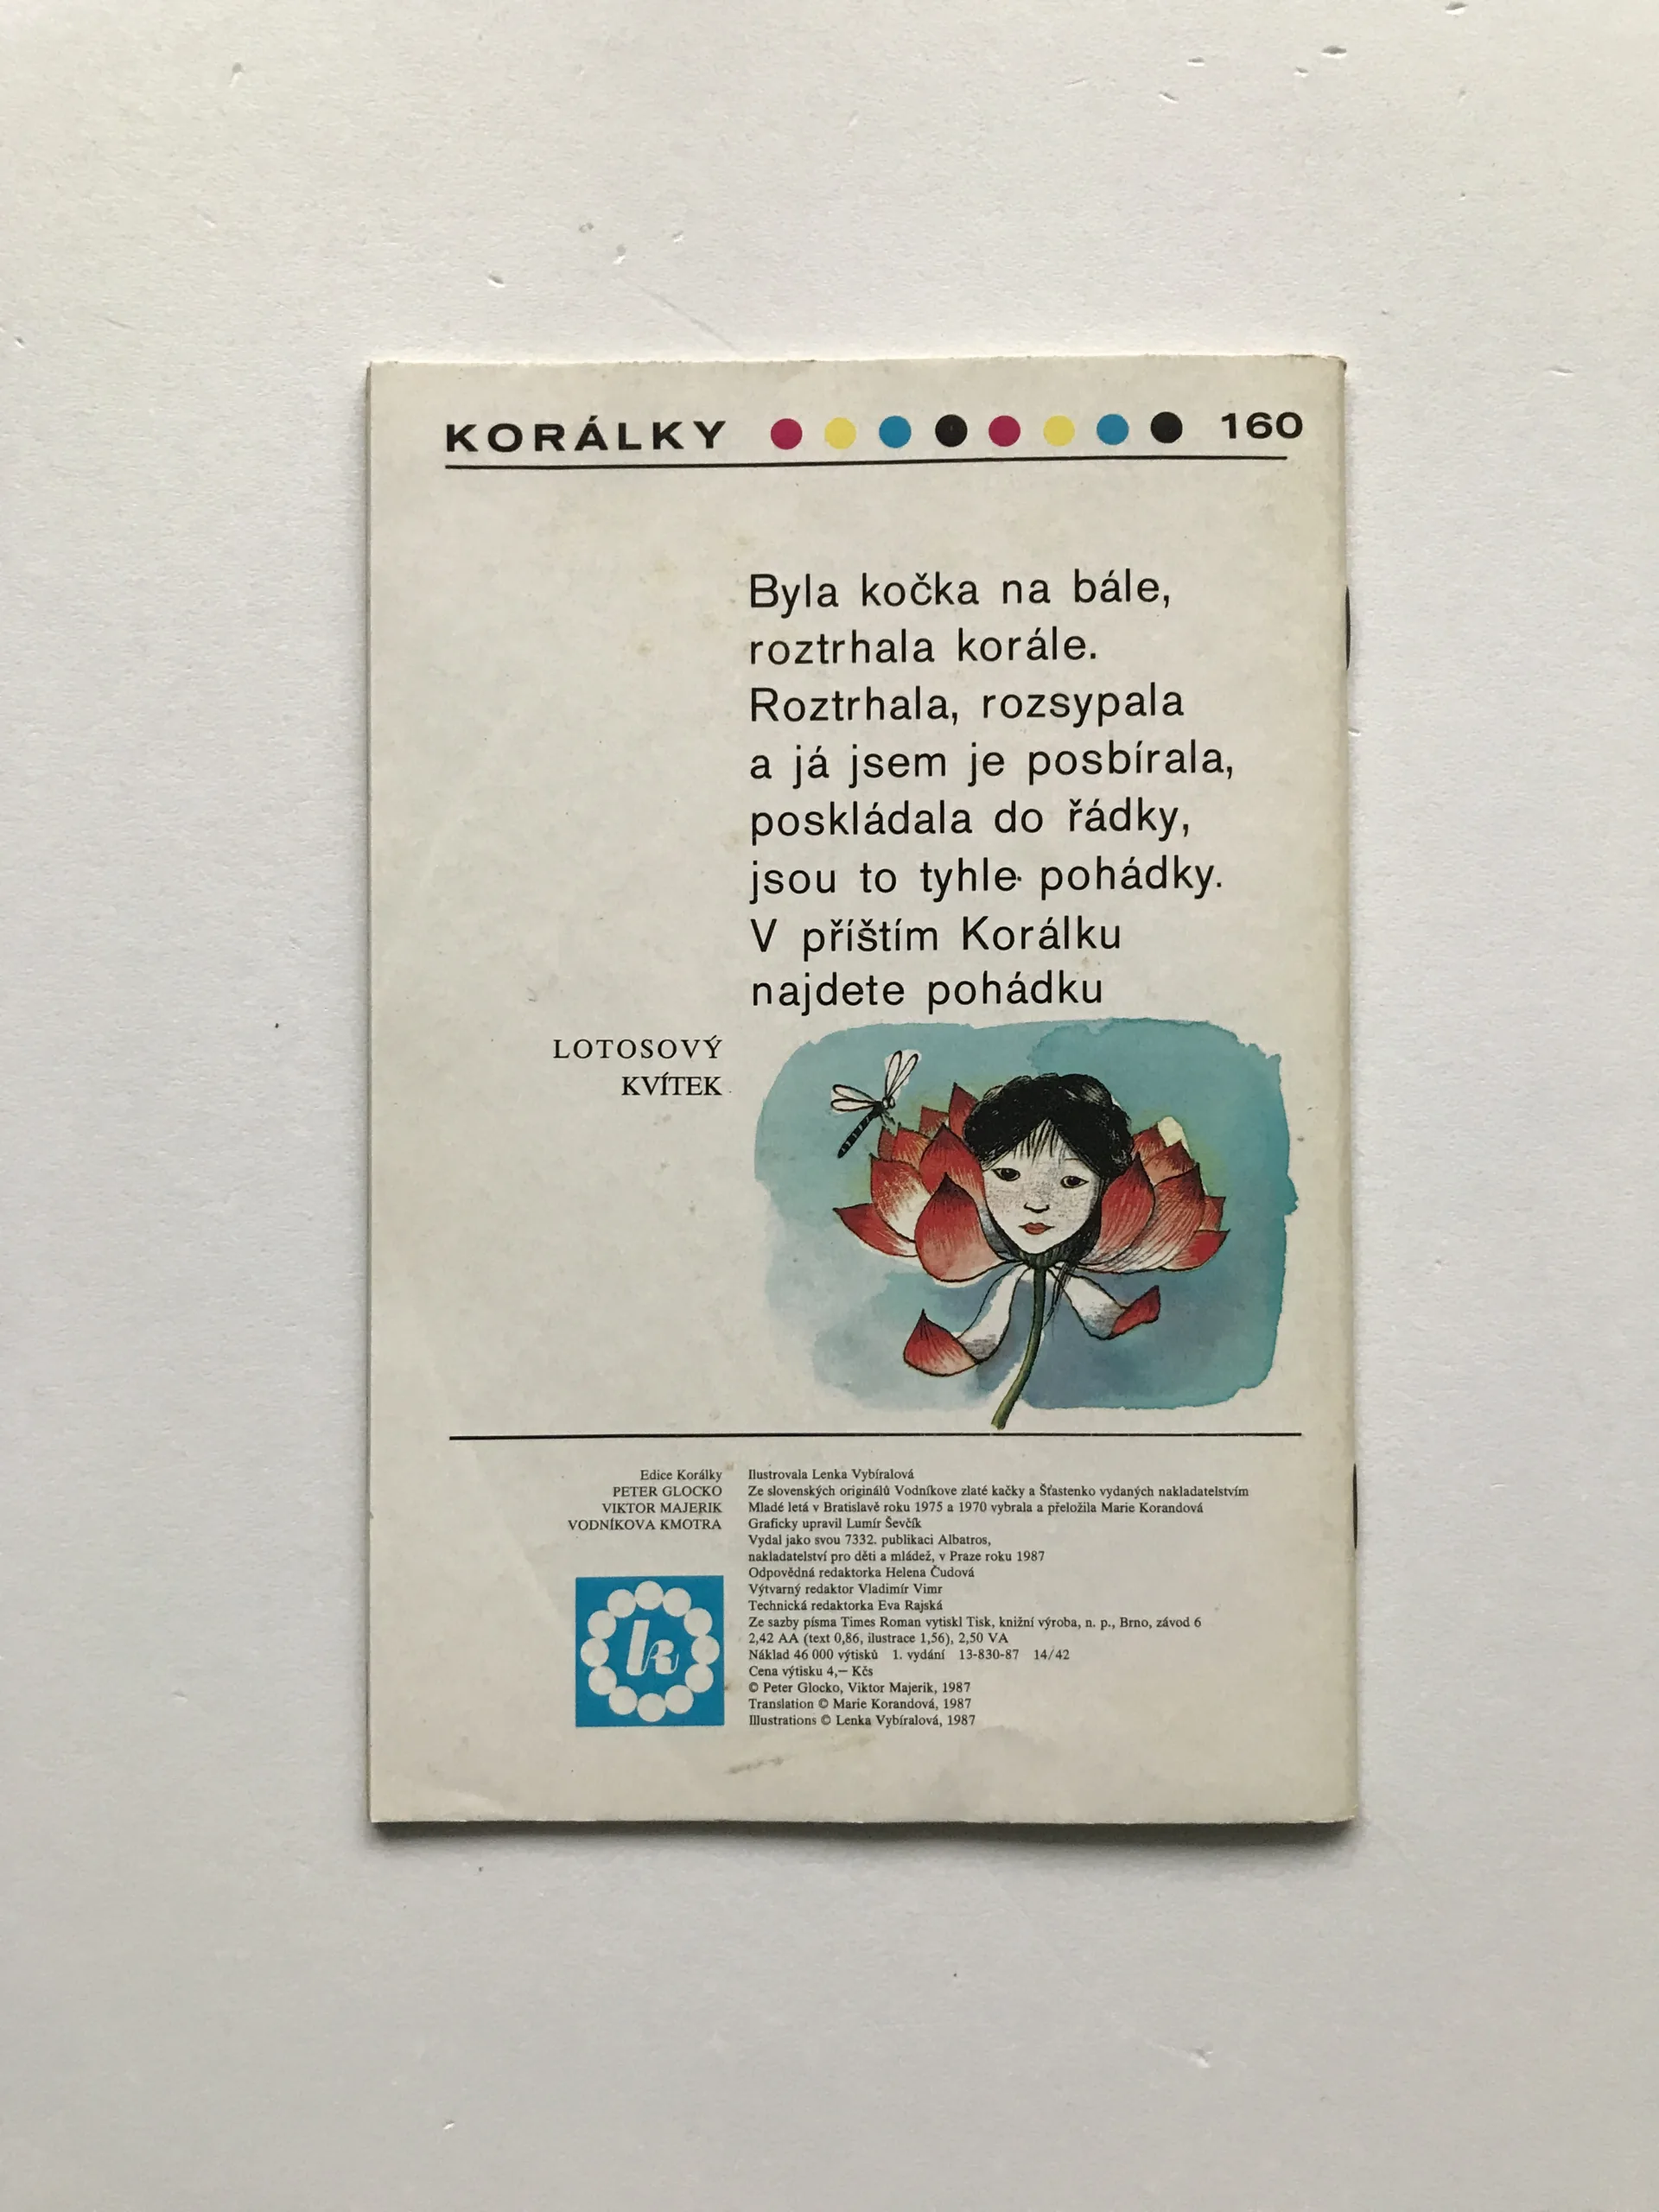 KORÁLKY 160
Byla kočka na bále,
roztrhala korále.
Roztrhala, rozsypala
a já jsem je posbírala,
poskládala do řádky,
jsou to tyhle pohádky.
V příštím Korálku
najdete pohádku
LOTOSOVÝ
KVÍTEK
Edice Korálky
PETER GLOCKO
VIKTOR MAJERIK
VODNÍKOVA KMOTRA
k
Ilustrovala Lenka Vybíralová
Ze slovenských originálů Vodníkove zlaté kačky a Šťastenko vydaných nakladatelstvím
Mladé letá v Bratislavě roku 1975 a 1970 vybrala a přeložila Marie Korandová
Graficky upravil Lumír Ševčík
Vydal jako svou 7332. publikaci Albatros,
nakladatelství pro děti a mládež, v Praze roku 1987
Odpovědná redaktorka Helena Čudová
Výtvarný redaktor Vladimír Vimr
Technická redaktorka Eva Rajská
Ze sazby písma Times Roman vytiskl Tisk, knižní výroba, n. p., Brno, závod 6
2,42 AA (text 0,86, ilustrace 1,56), 2,50 VA
Náklad 46 000 výtisků 1. vydání 13-830-87 14/42
Cena výtisku 4,— Kčs
© Peter Glocko, Viktor Majerik, 1987
Translation © Marie Korandová, 1987
Illustrations © Lenka Vybíralová, 1987